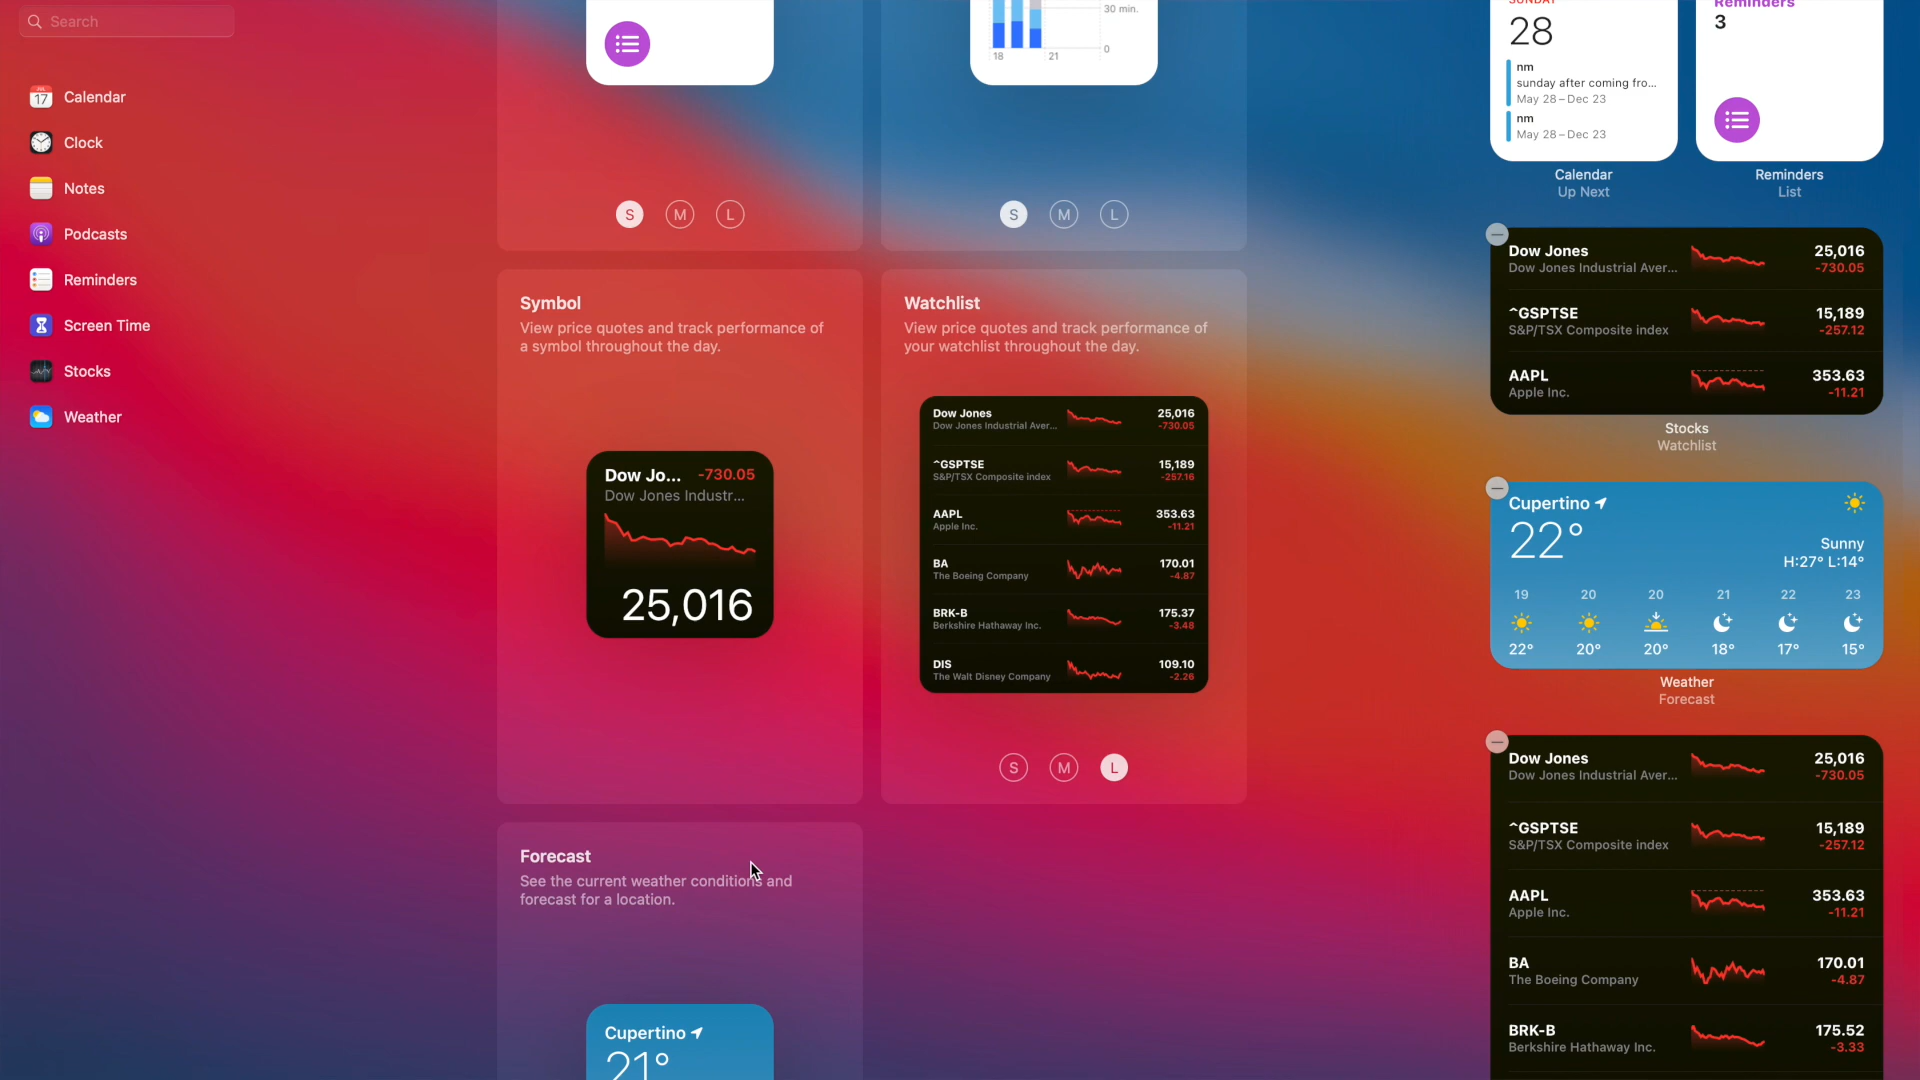 Search
Calendar
Clock
Notes
Podcasts
Reminders
Screen Time
Stocks
Weather
JUL
17
30 min.
0
18
21
S
M
L
S
M
L
Symbol
View price quotes and track performance of
a symbol throughout the day.
Dow Jo... -730.05
Dow Jones Industr...
25,016
Watchlist
View price quotes and track performance of
your watchlist throughout the day.
Dow Jones 25,016
Dow Jones Industrial Aver... -730.05
^GSPTSE 15,189
S&P/TSX Composite index -257.16
AAPL 353.63
Apple Inc. -11.21
BA 170.01
The Boeing Company -4.87
BRK-B 175.37
Berkshire Hathaway Inc. -3.48
DIS 109.10
The Walt Disney Company -2.26
S
M
L
Forecast
See the current weather conditions and
forecast for a location.
Cupertino
21°
SUNDAY
28
nm
sunday after coming fro...
May 28 – Dec 23
nm
May 28 – Dec 23
Calendar
Up Next
Reminders
3
Reminders
List
Dow Jones 25,016
Dow Jones Industrial Aver... -730.05
^GSPTSE 15,189
S&P/TSX Composite index -257.12
AAPL 353.63
Apple Inc. -11.21
Stocks
Watchlist
Cupertino
22°
Sunny
H:27° L:14°
19 20 20 21 22 23
22° 20° 20° 18° 17° 15°
Weather
Forecast
Dow Jones 25,016
Dow Jones Industrial Aver... -730.05
^GSPTSE 15,189
S&P/TSX Composite index -257.12
AAPL 353.63
Apple Inc. -11.21
BA 170.01
The Boeing Company -4.87
BRK-B 175.52
Berkshire Hathaway Inc. -3.33